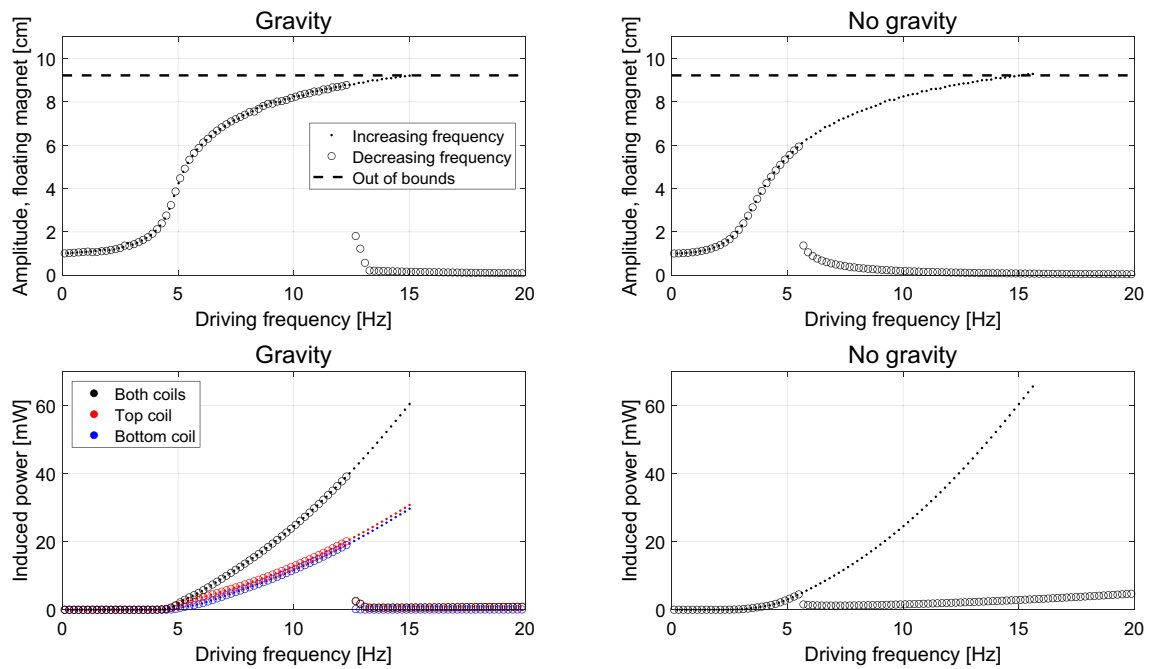 Gravity
Amplitude, floating magnet [cm]
10
8
6
4
2
0
Increasing frequency
Decreasing frequency
Out of bounds
0 5 10 15 20
Driving frequency [Hz]
No gravity
Amplitude, floating magnet [cm]
10
8
6
4
2
0
0 5 10 15 20
Driving frequency [Hz]
Gravity
Induced power [mW]
60
40
20
0
Both coils
Top coil
Bottom coil
0 5 10 15 20
Driving frequency [Hz]
No gravity
Induced power [mW]
60
40
20
0
0 5 10 15 20
Driving frequency [Hz]